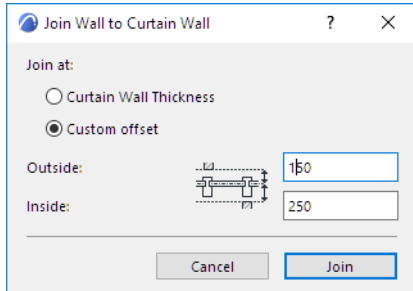 Join Wall to Curtain Wall
Join at:
Curtain Wall Thickness
Custom offset
Outside:
150
Inside:
250
Cancel
Join